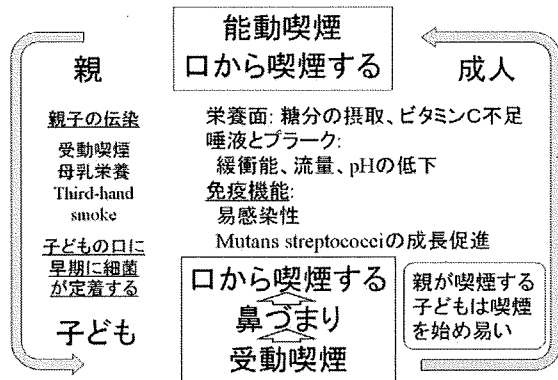 能動喫煙
口から喫煙する
親
成人
親子の伝染
受動喫煙
母乳栄養
Third-hand
smoke
子どもの口に
早期に細菌
が定着する
子ども
栄養面: 糖分の摂取、ビタミンC不足
唾液とプラーク:
緩衝能、流量、pHの低下
免疫機能:
易感染性
Mutans streptococciの成長促進
口から喫煙する
鼻づまり
受動喫煙
親が喫煙する
子どもは喫煙
を始め易い